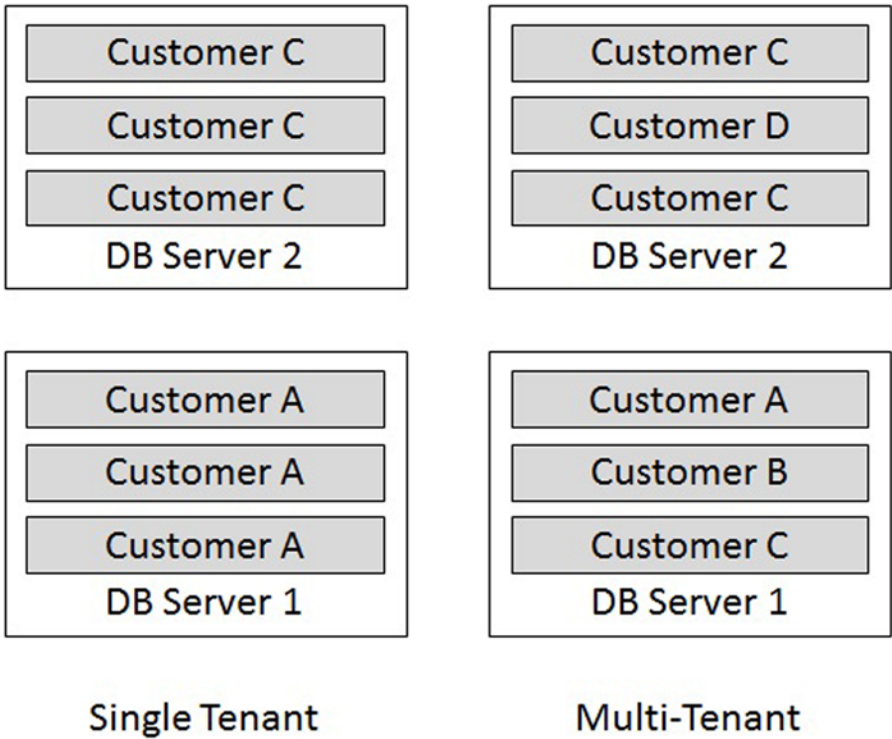 Customer C
Customer C
Customer C
DB Server 2
Customer C
Customer D
Customer C
DB Server 2
Customer A
Customer A
Customer A
DB Server 1
Customer A
Customer B
Customer C
DB Server 1
Single Tenant
Multi-Tenant